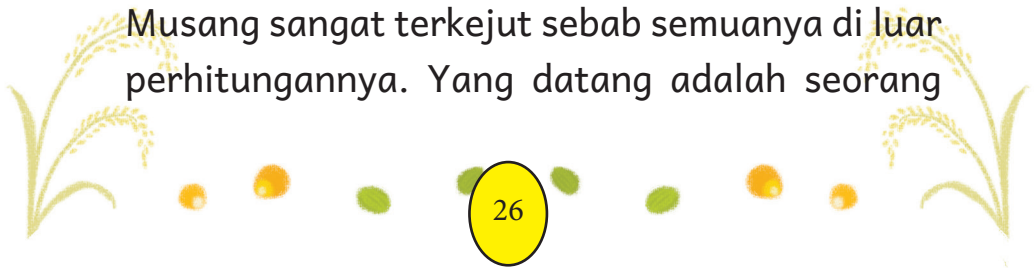 Musang sangat terkejut sebab semuanya di luar
perhitungannya. Yang datang adalah seorang
26